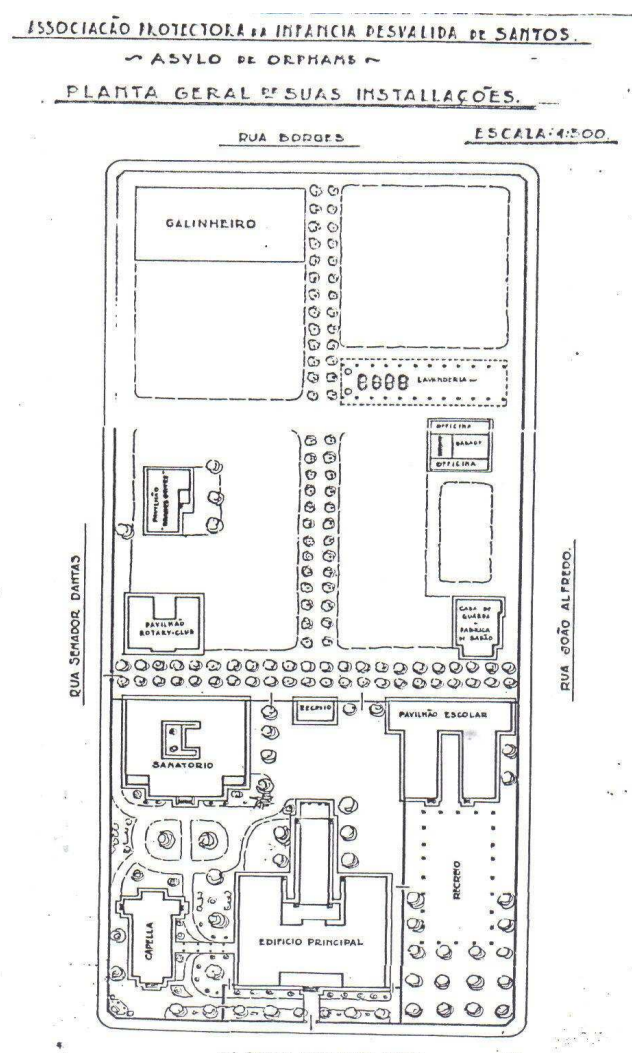 ASSOCIACÃO PROTECTORA DA INFANCIA DESVALIDA DE SANTOS.
~ ASYLO DE ORPHAMS ~
PLANTA GERAL DE SUAS INSTALLAÇÕES.
RUA BORGES
ESCALA: 1:500.
GALINHEIRO
LAVANDERIA
OFFICINA
OFFICINA
PAVILHÃO
RUA SENADOR DANTAS
RUA JOÃO ALFREDO.
PAVILHÃO
ROTARY-CLUB
CASA DE
GUARDA
FABRICA
DE SABÃO
RECREIO
PAVILHÃO ESCOLAR
SANATORIO
RECREIO
CAPELLA
EDIFICIO PRINCIPAL